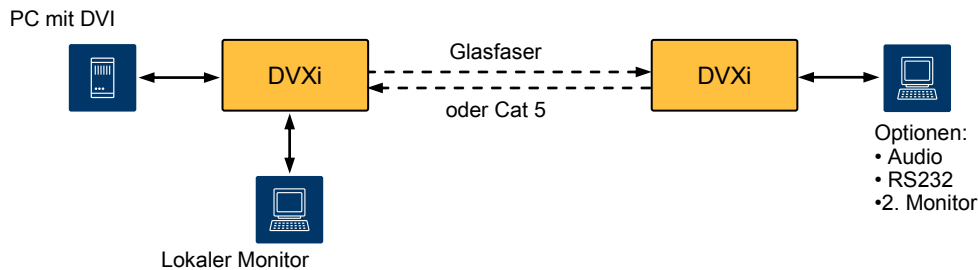 PC mit DVI
DVXi
Glasfaser
oder Cat 5
DVXi
Lokaler Monitor
Optionen:
• Audio
• RS232
•2. Monitor